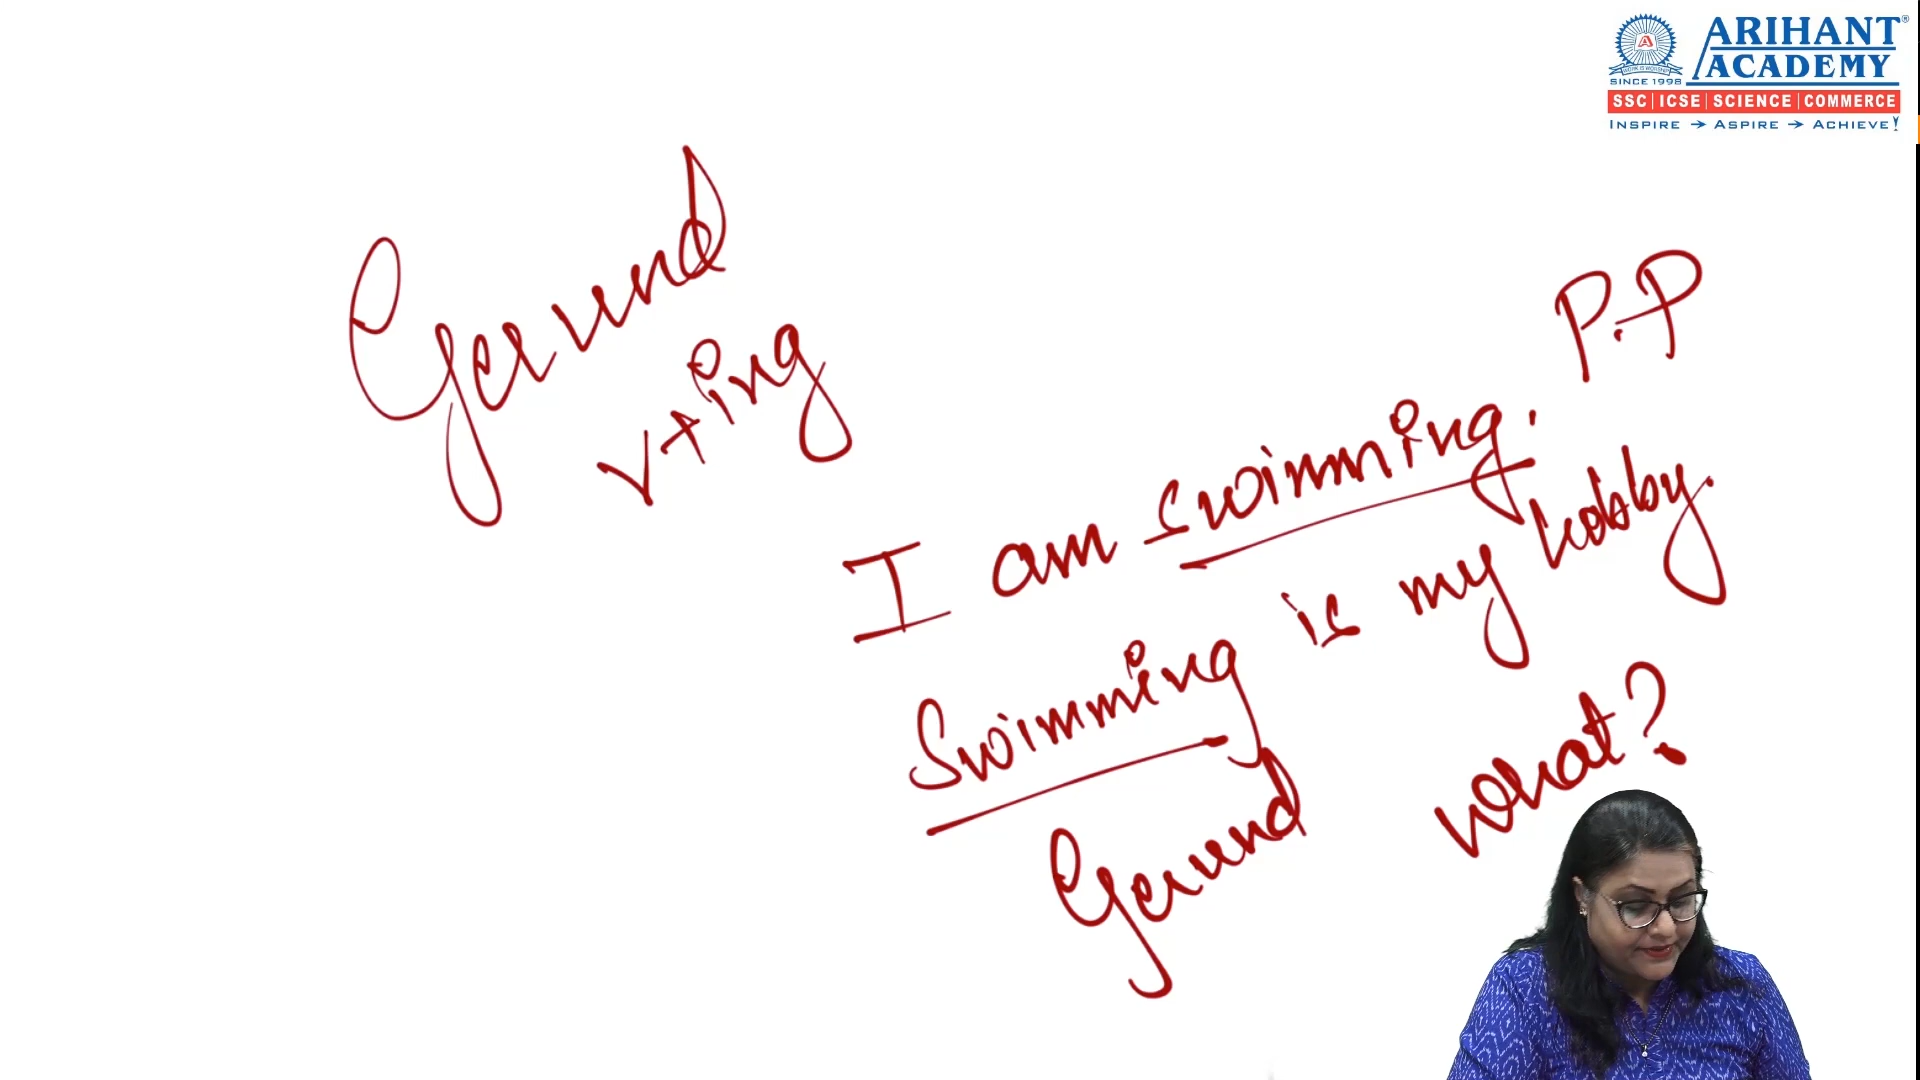 ARIHANT®
ACADEMY
SINCE 1998
SSC | ICSE | SCIENCE | COMMERCE
INSPIRE → ASPIRE → ACHIEVE!
Gerund
v+ing
P.P
I am swimming.
Swimming is my hobby.
Gerund
what?